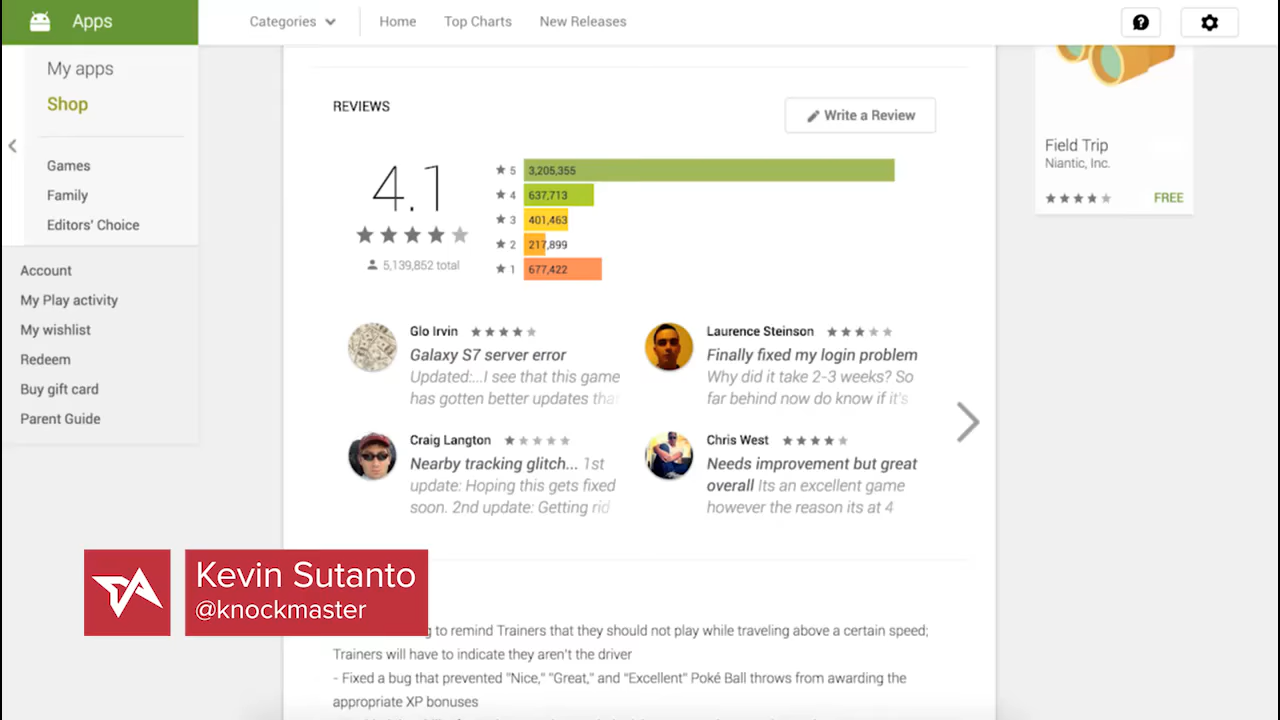 Apps
Categories
Home
Top Charts
New Releases
My apps
Shop
Games
Family
Editors' Choice
Account
My Play activity
My wishlist
Redeem
Buy gift card
Parent Guide
REVIEWS
Write a Review
4.1
5,139,852 total
5 3,205,355
4 637,713
3 401,463
2 217,899
1 677,422
Glo Irvin
Galaxy S7 server error
Updated:...I see that this game
has gotten better updates that
Laurence Steinson
Finally fixed my login problem
Why did it take 2-3 weeks? So
far behind now do know if it's
Craig Langton
Nearby tracking glitch... 1st
update: Hoping this gets fixed
soon. 2nd update: Getting rid
Chris West
Needs improvement but great
overall Its an excellent game
however the reason its at 4
Field Trip
Niantic, Inc.
FREE
Kevin Sutanto
@knockmaster
to remind Trainers that they should not play while traveling above a certain speed;
Trainers will have to indicate they aren't the driver
- Fixed a bug that prevented "Nice," "Great," and "Excellent" Poké Ball throws from awarding the
appropriate XP bonuses